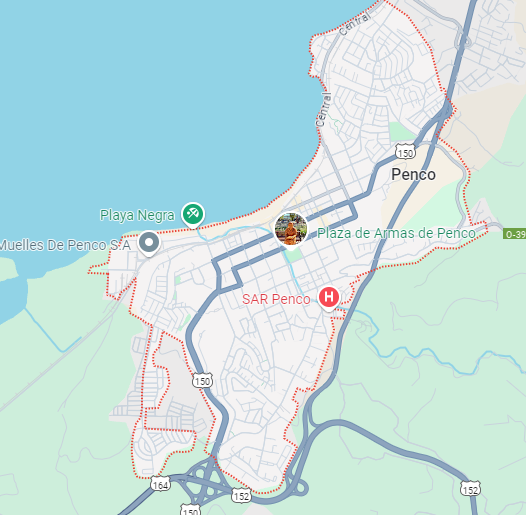 Central
Central
150
Penco
Playa Negra
Plaza de Armas de Penco
O-39
Muelles De Penco S.A
SAR Penco
H
150
164
152
152
150